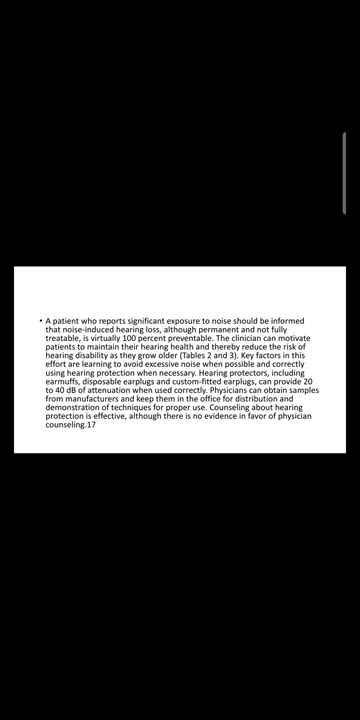 • A patient who reports significant exposure to noise should be informed
that noise-induced hearing loss, although permanent and not fully
treatable, is virtually 100 percent preventable. The clinician can motivate
patients to maintain their hearing health and thereby reduce the risk of
hearing disability as they grow older (Tables 2 and 3). Key factors in this
effort are learning to avoid excessive noise when possible and correctly
using hearing protection when necessary. Hearing protectors, including
earmuffs, disposable earplugs and custom-fitted earplugs, can provide 20
to 40 dB of attenuation when used correctly. Physicians can obtain samples
from manufacturers and keep them in the office for distribution and
demonstration of techniques for proper use. Counseling about hearing
protection is effective, although there is no evidence in favor of physician
counseling.17